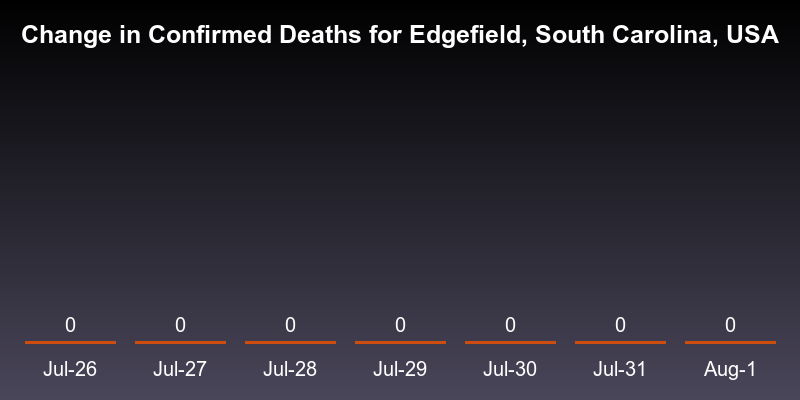 Change in Confirmed Deaths for Edgefield, South Carolina, USA
0 0 0 0 0 0 0
Jul-26 Jul-27 Jul-28 Jul-29 Jul-30 Jul-31 Aug-1